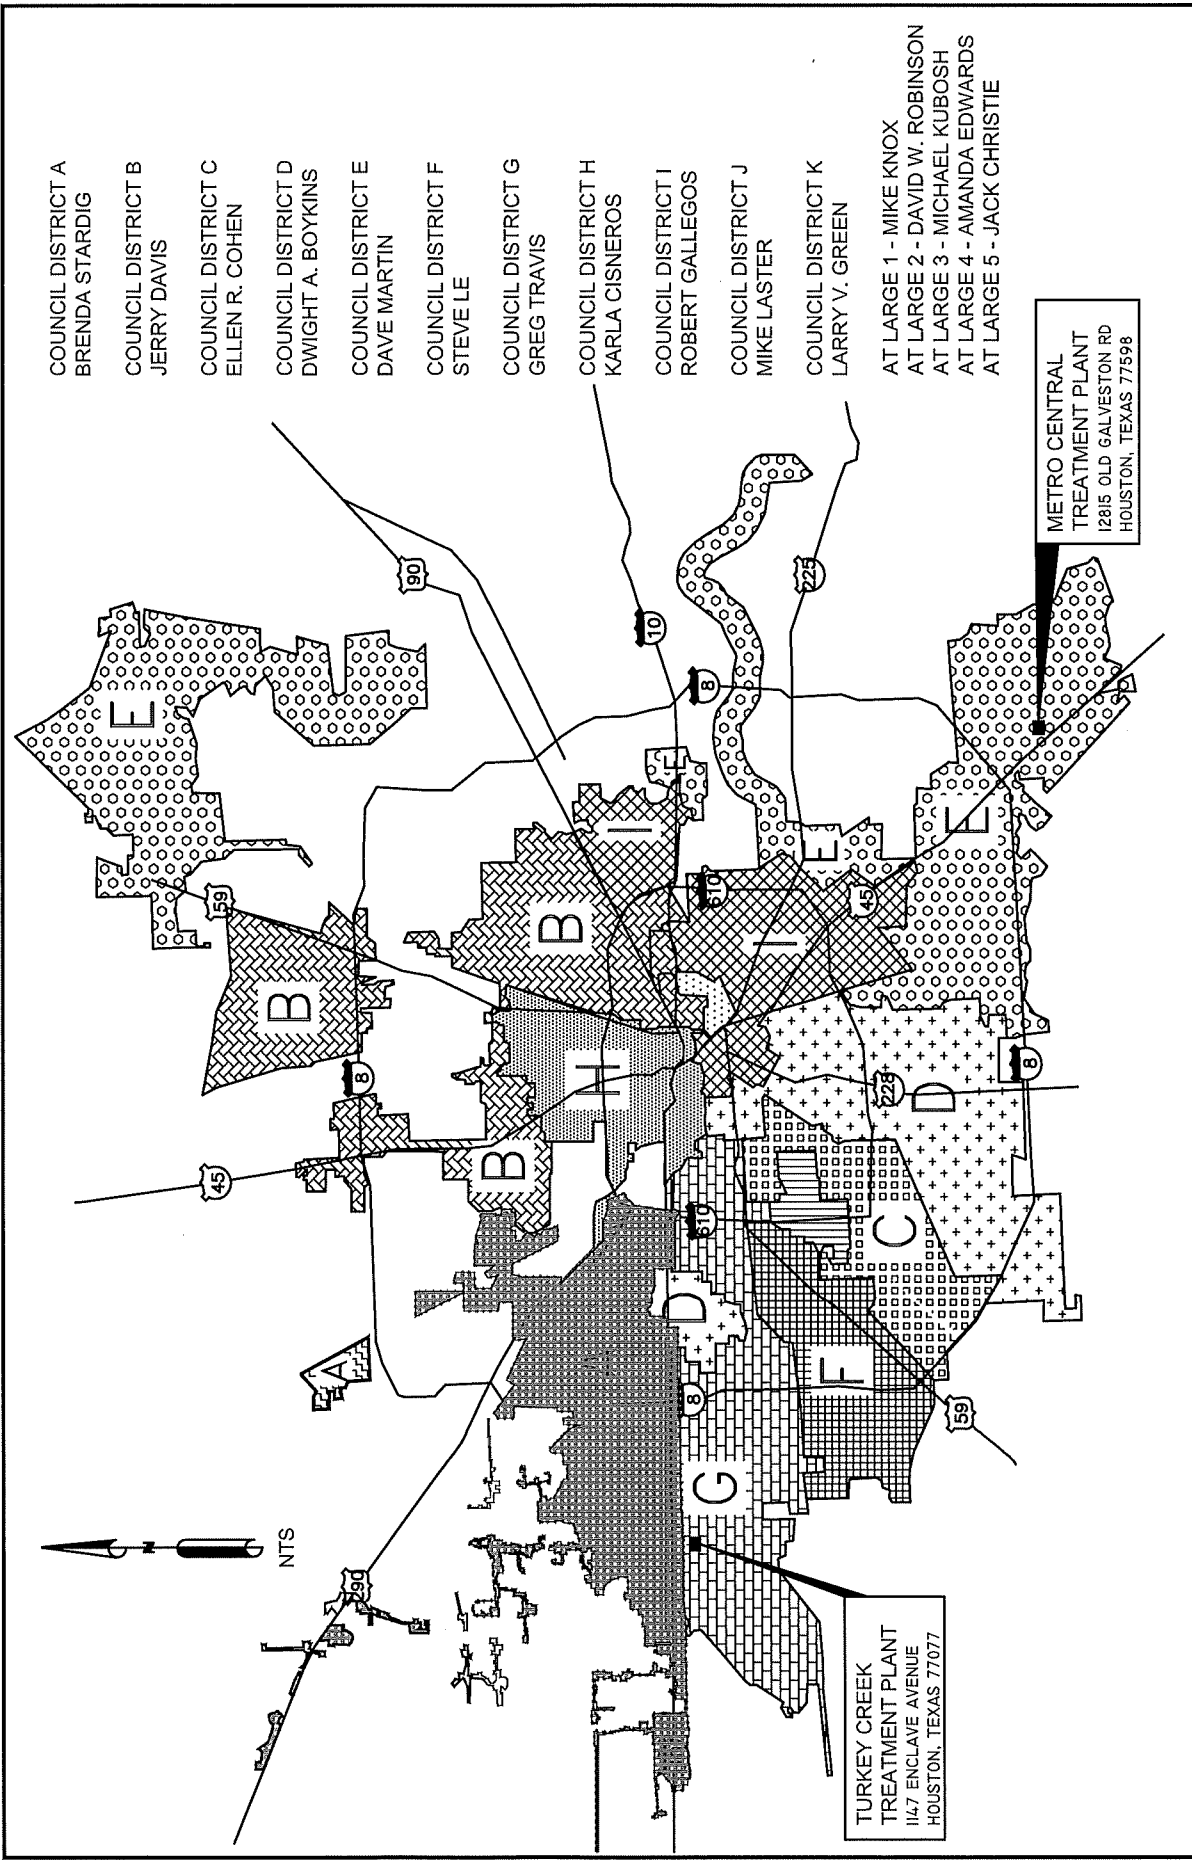 COUNCIL DISTRICT A
BRENDA STARDIG
COUNCIL DISTRICT B
JERRY DAVIS
COUNCIL DISTRICT C
ELLEN R. COHEN
COUNCIL DISTRICT D
DWIGHT A. BOYKINS
COUNCIL DISTRICT E
DAVE MARTIN
COUNCIL DISTRICT F
STEVE LE
COUNCIL DISTRICT G
GREG TRAVIS
COUNCIL DISTRICT H
KARLA CISNEROS
COUNCIL DISTRICT I
ROBERT GALLEGOS
COUNCIL DISTRICT J
MIKE LASTER
COUNCIL DISTRICT K
LARRY V. GREEN
AT LARGE 1 - MIKE KNOX
AT LARGE 2 - DAVID W. ROBINSON
AT LARGE 3 - MICHAEL KUBOSH
AT LARGE 4 - AMANDA EDWARDS
AT LARGE 5 - JACK CHRISTIE
METRO CENTRAL
TREATMENT PLANT
12815 OLD GALVESTON RD
HOUSTON, TEXAS 77598
TURKEY CREEK
TREATMENT PLANT
1147 ENCLAVE AVENUE
HOUSTON, TEXAS 77077
N
NTS
290
45
59
90
8
10
8
225
610
45
610
8
59
228
8
E
B
A
B
B
I
E
H
A
I
E
E
D
G
F
C
D